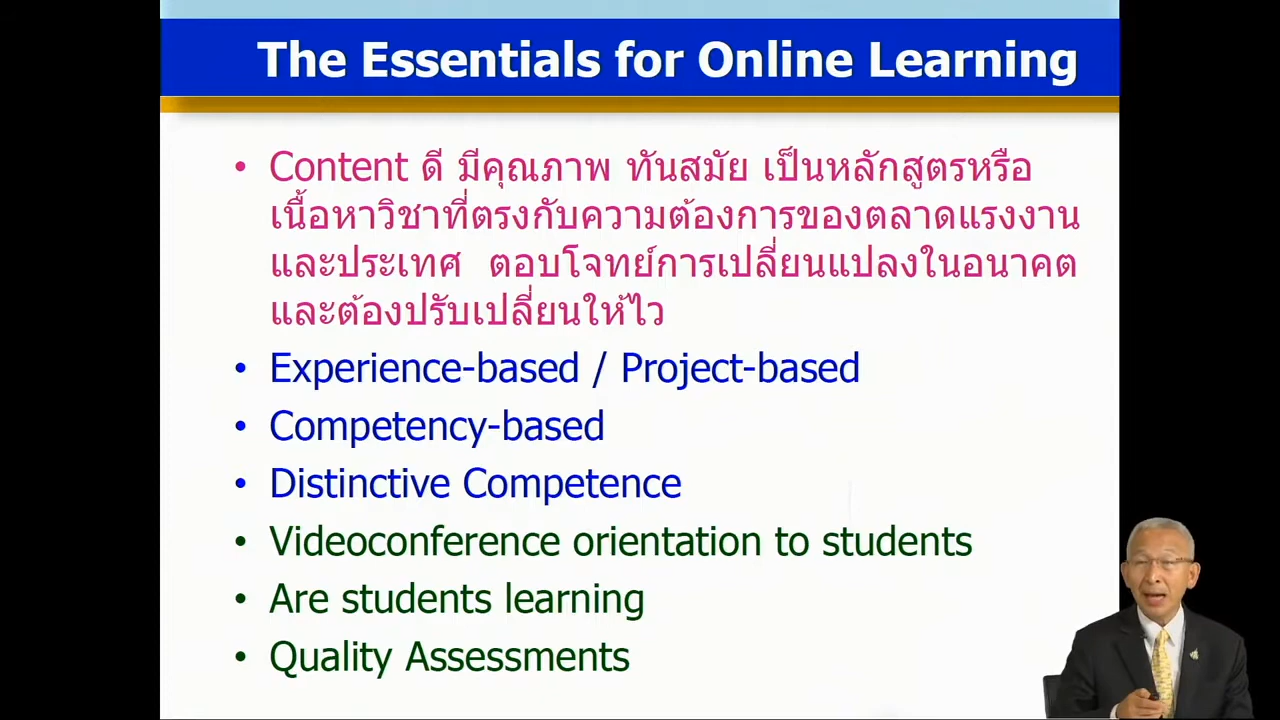 The Essentials for Online Learning
• Content ดี มีคุณภาพ ทันสมัย เป็นหลักสูตรหรือ
เนื้อหาวิชาที่ตรงกับความต้องการของตลาดแรงงาน
และประเทศ ตอบโจทย์การเปลี่ยนแปลงในอนาคต
และต้องปรับเปลี่ยนให้ไว
• Experience-based / Project-based
• Competency-based
• Distinctive Competence
• Videoconference orientation to students
• Are students learning
• Quality Assessments